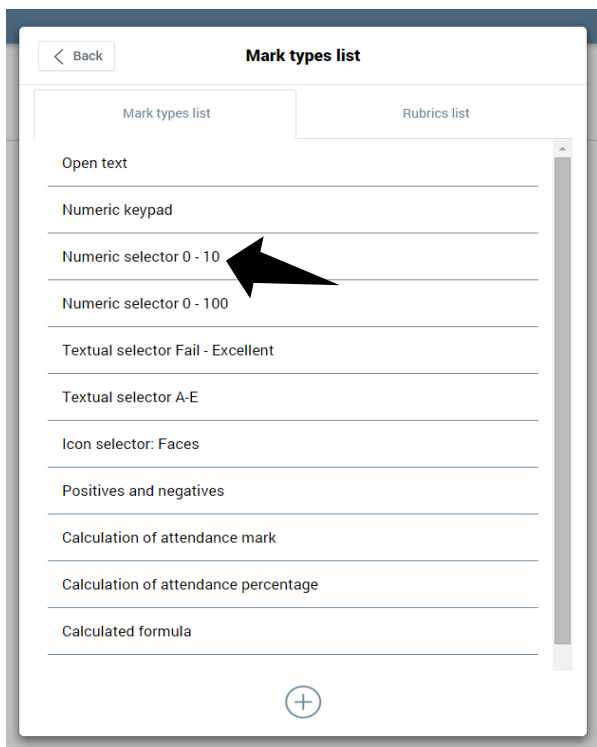 Back
Mark types list
Mark types list
Rubrics list
Open text
Numeric keypad
Numeric selector 0 - 10
Numeric selector 0 - 100
Textual selector Fail - Excellent
Textual selector A-E
Icon selector: Faces
Positives and negatives
Calculation of attendance mark
Calculation of attendance percentage
Calculated formula